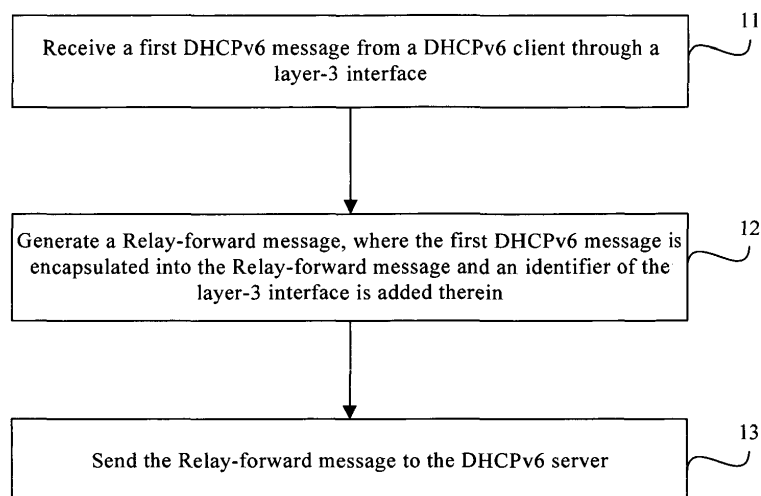 11
Receive a first DHCPv6 message from a DHCPv6 client through a
layer-3 interface
12
Generate a Relay-forward message, where the first DHCPv6 message is
encapsulated into the Relay-forward message and an identifier of the
layer-3 interface is added therein
13
Send the Relay-forward message to the DHCPv6 server